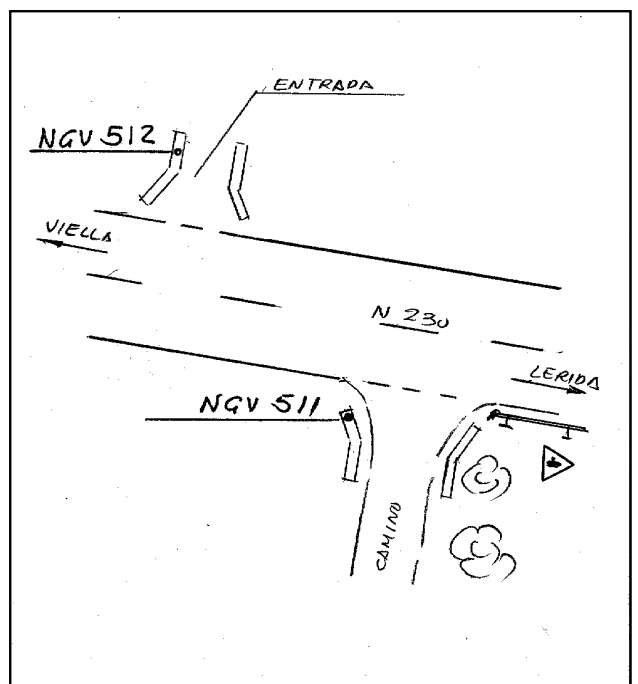 ENTRADA
NGV 512
VIELLA
N 230
LERIDA
NGV 511
CAMINO